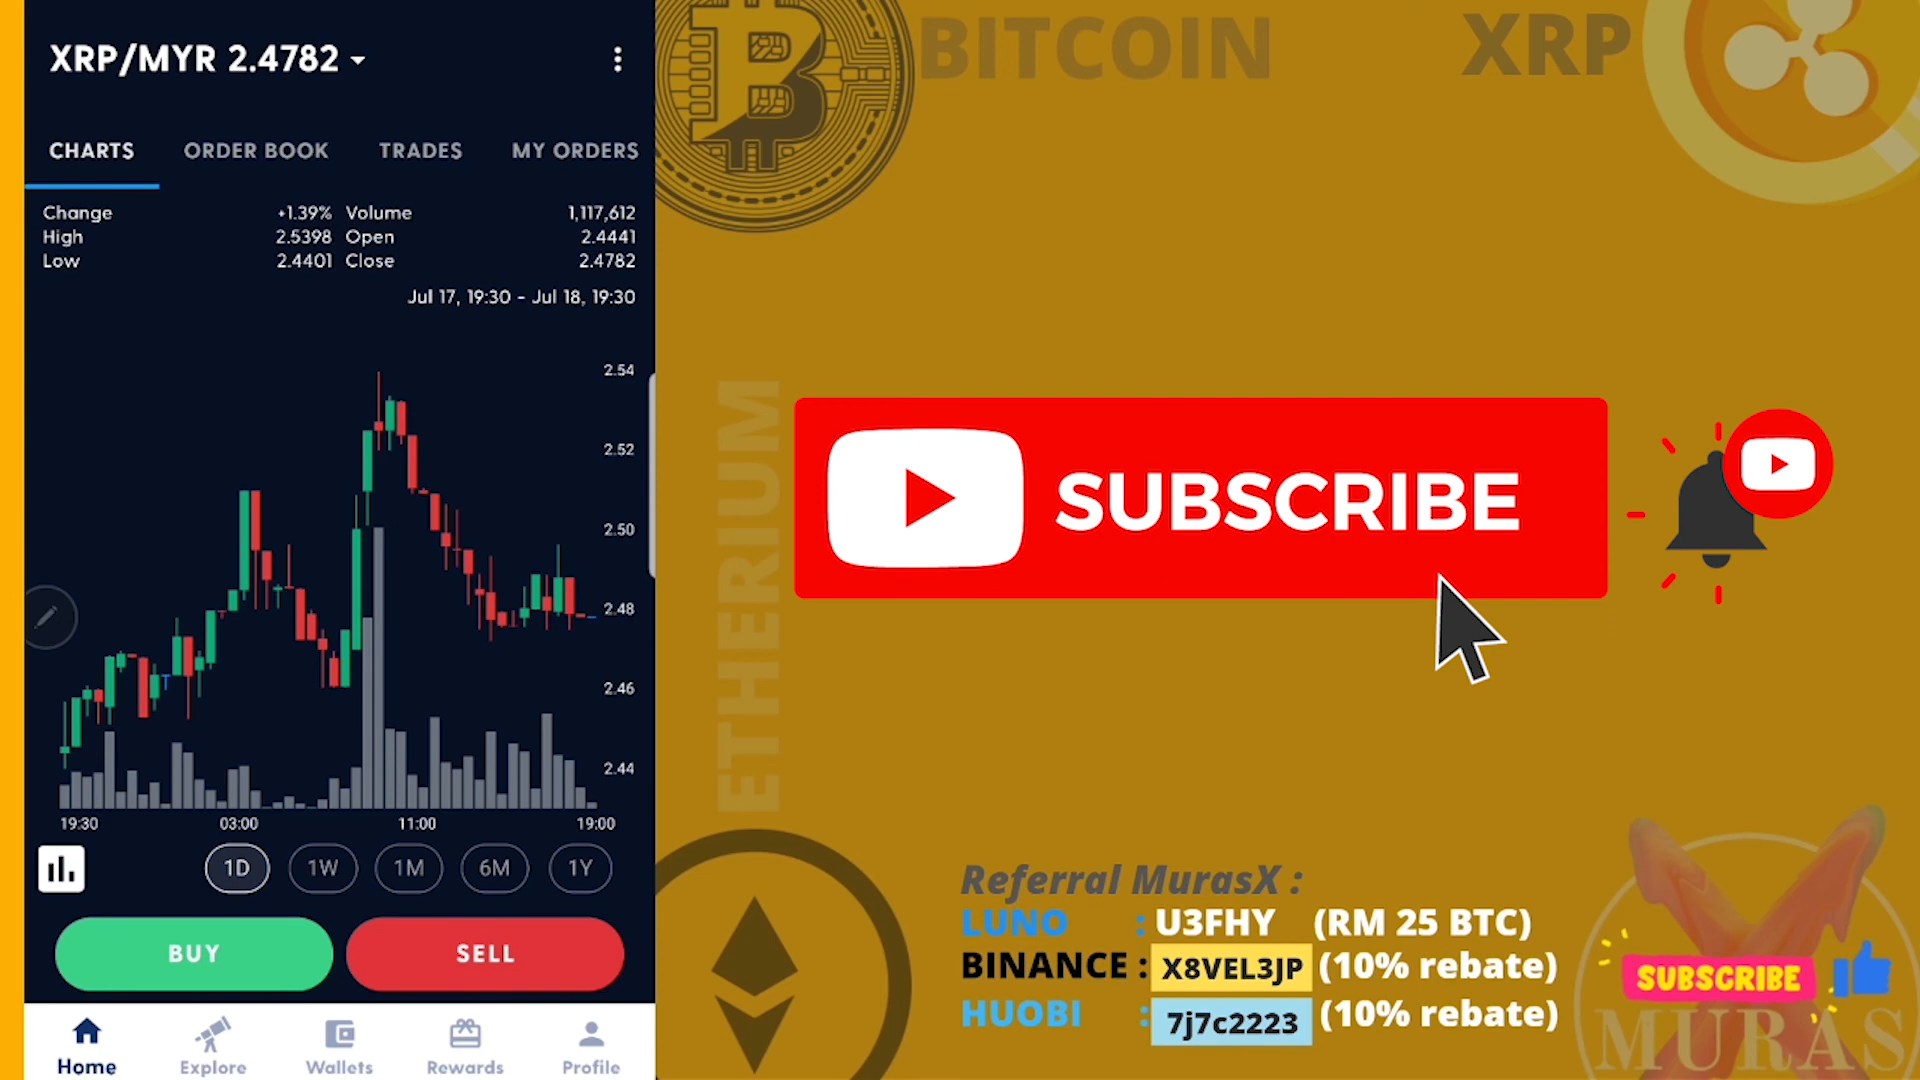 XRP/MYR 2.4782
CHARTS ORDER BOOK TRADES MY ORDERS
Change +1.39% Volume 1,117,612
High 2.5398 Open 2.4441
Low 2.4401 Close 2.4782
Jul 17, 19:30 - Jul 18, 19:30
2.54
2.52
2.50
2.48
2.46
2.44
19:30 03:00 11:00 19:00
1D 1W 1M 6M 1Y
BUY SELL
Home Explore Wallets Rewards Profile
BITCOIN
XRP
ETHERIUM
SUBSCRIBE
Referral MurasX :
LUNO : U3FHY (RM 25 BTC)
BINANCE : X8VEL3JP (10% rebate)
HUOBI : 7j7c2223 (10% rebate)
SUBSCRIBE
MURAS